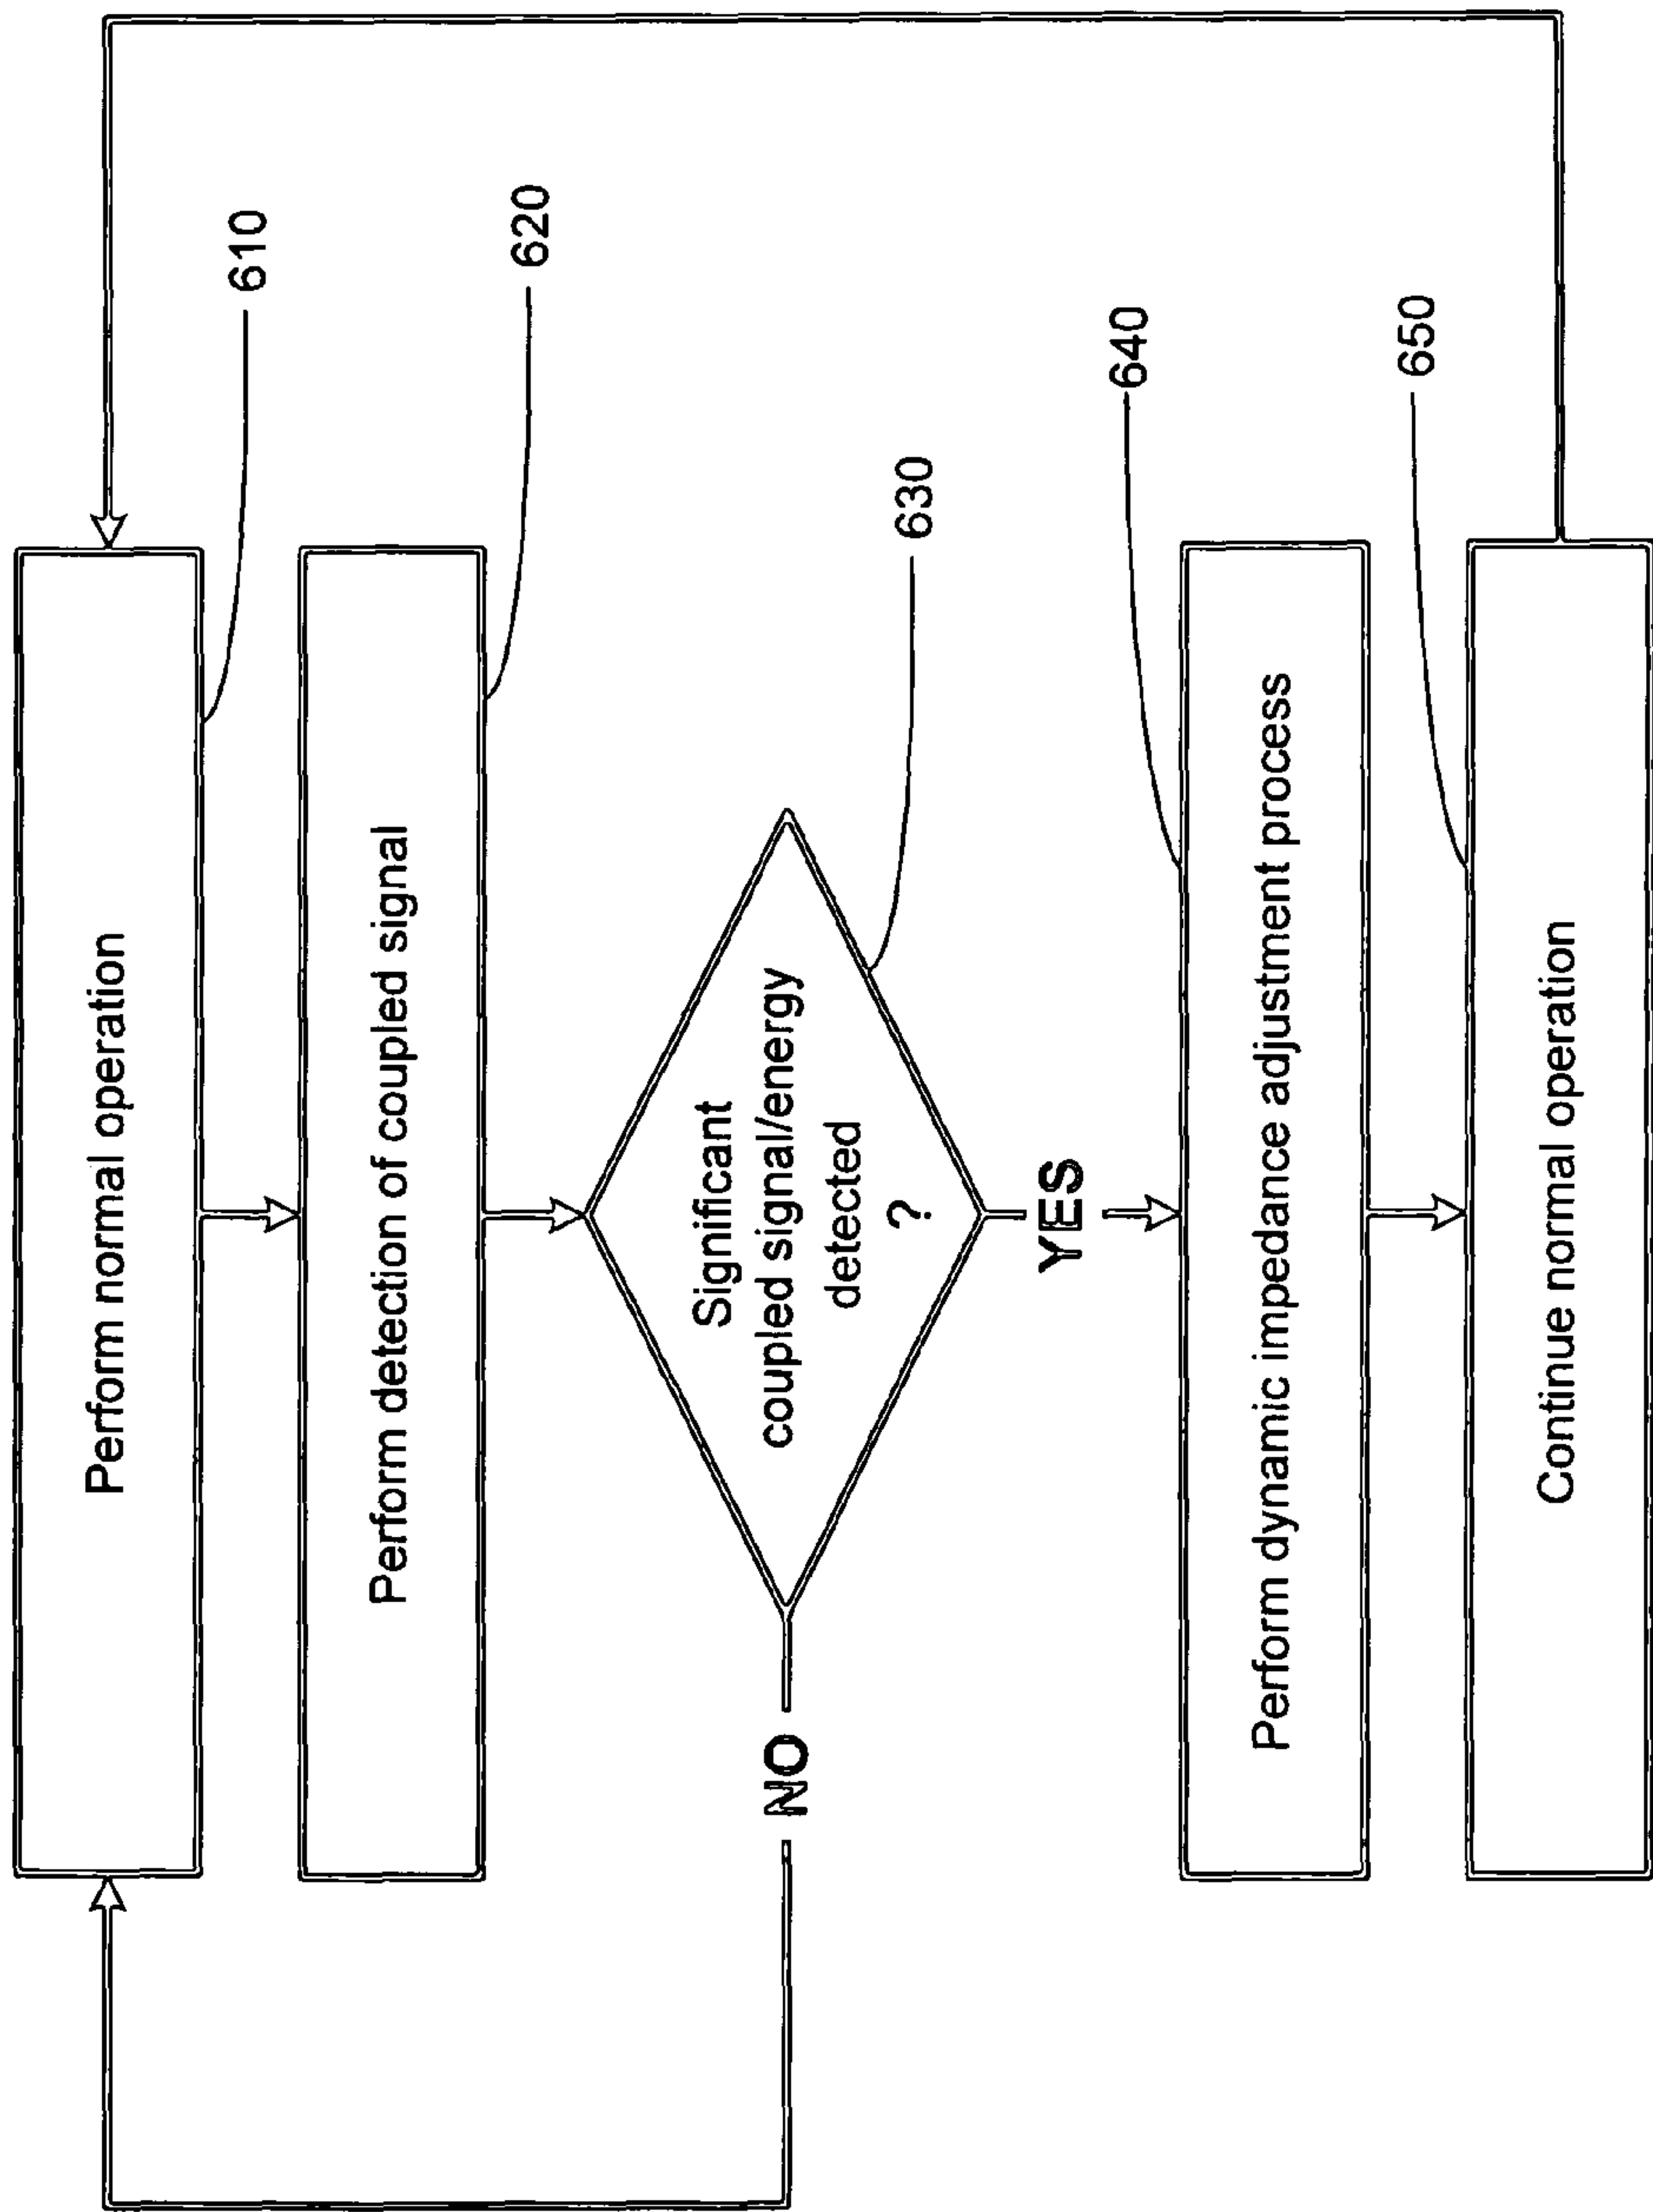 Perform normal operation
610
Perform detection of coupled signal
620
Significant
coupled signal/energy
detected
?
630
NO
YES
Perform dynamic impedance adjustment process
640
Continue normal operation
650